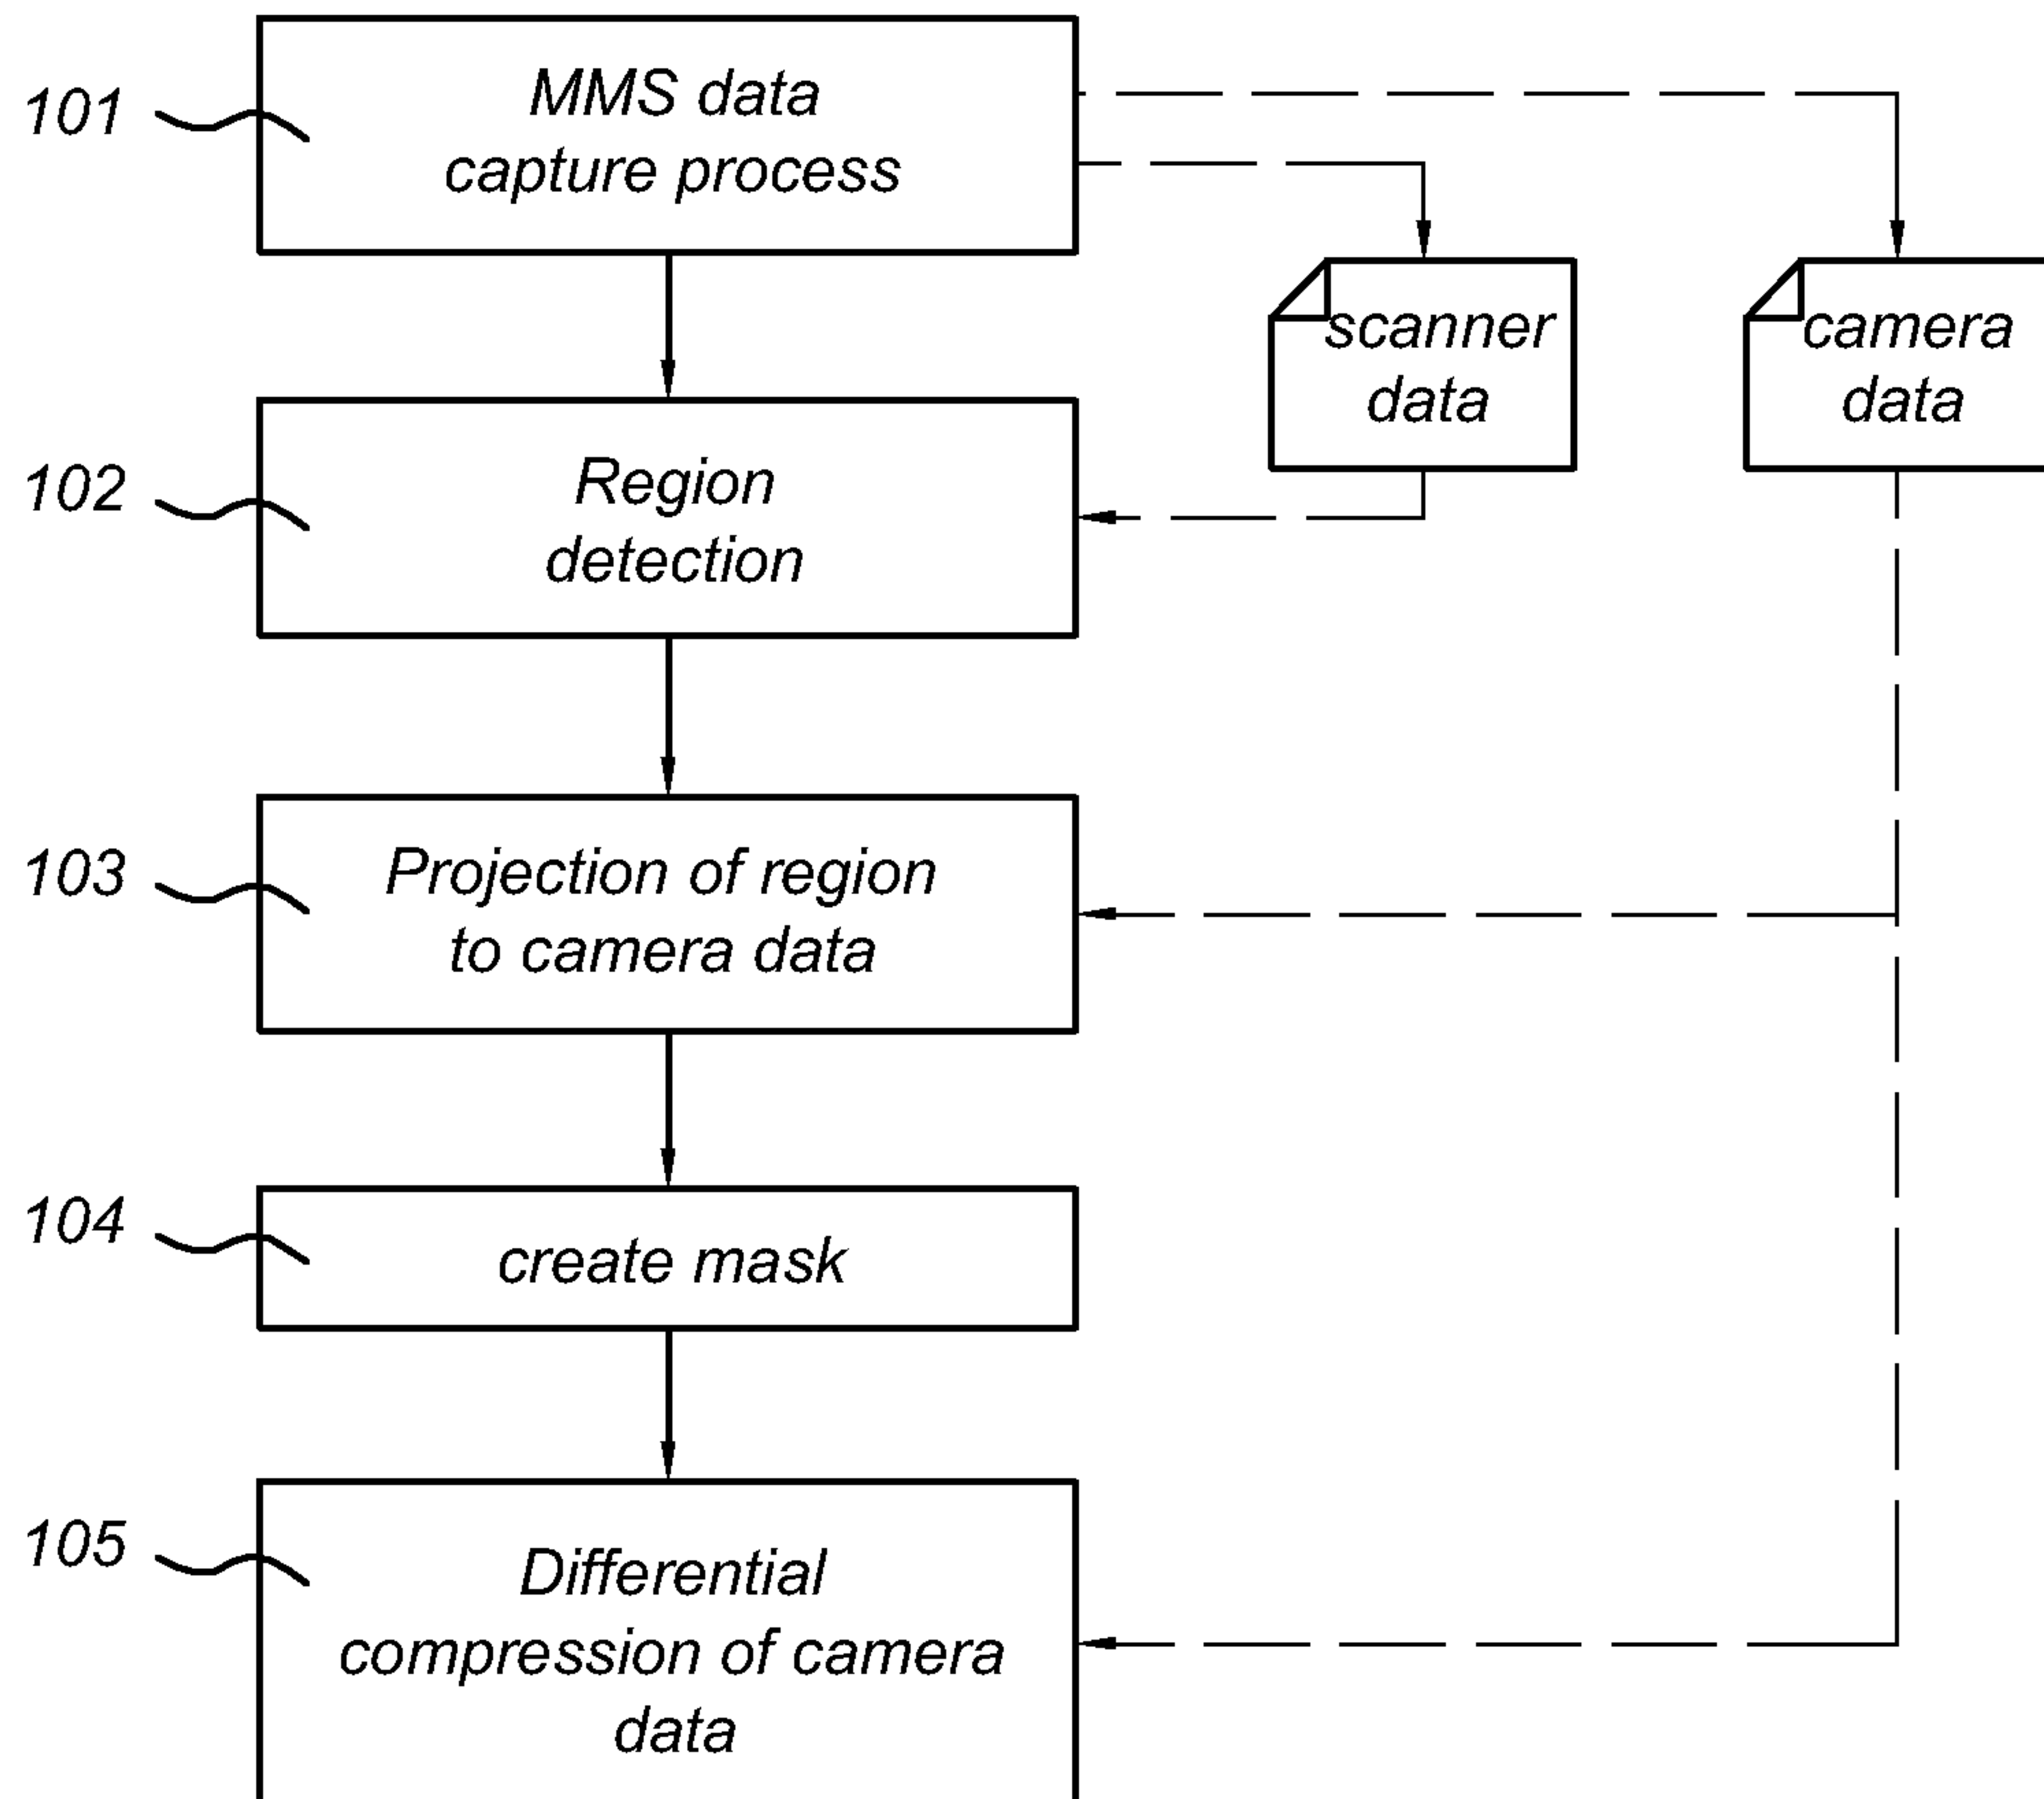 101
MMS data
capture process
scanner
data
camera
data
102
Region
detection
103
Projection of region
to camera data
104
create mask
105
Differential
compression of camera
data